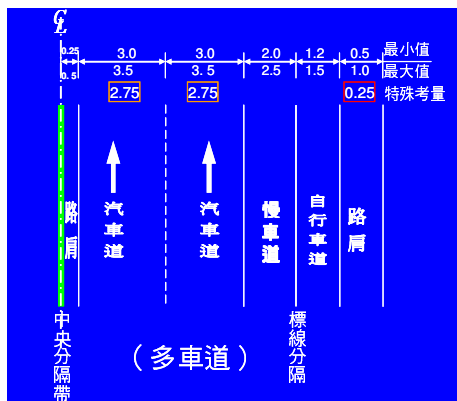 ℄
0.25 3.0 3.0 2.0 1.2 0.5 最小值
0.5 3.5 3.5 2.5 1.5 1.0 最大值
2.75 2.75 0.25 特殊考量
路肩
汽車道
汽車道
慢車道
自行車道
路肩
中央分隔帶
（多車道）
標線分隔